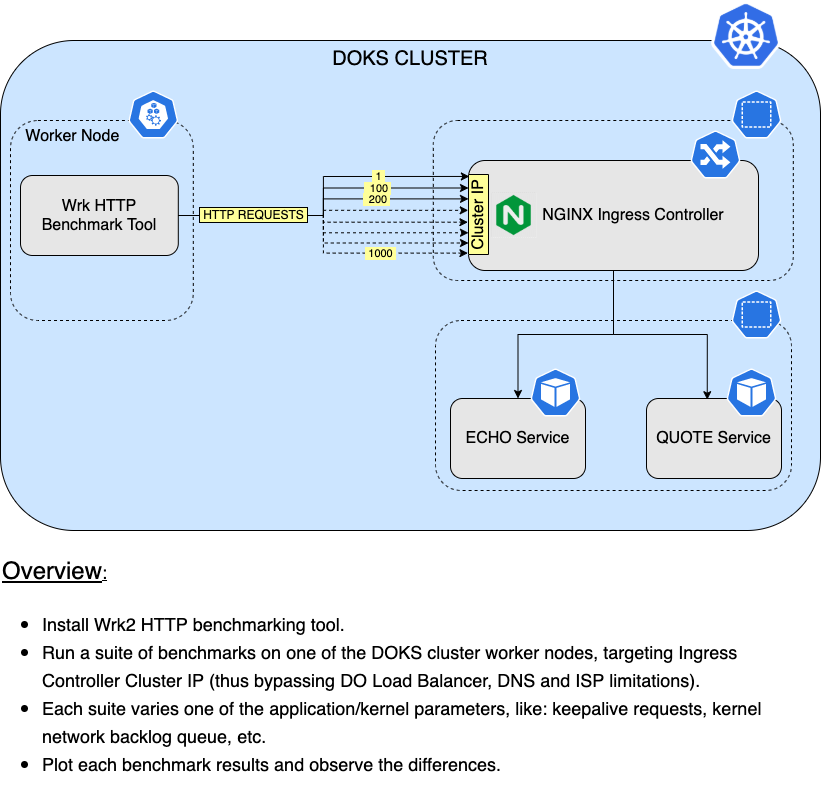 DOKS CLUSTER
Worker Node
Wrk HTTP
Benchmark Tool
HTTP REQUESTS
1
100
200
1000
Cluster IP
N
NGINX Ingress Controller
ECHO Service
QUOTE Service
Overview:
• Install Wrk2 HTTP benchmarking tool.
• Run a suite of benchmarks on one of the DOKS cluster worker nodes, targeting Ingress
Controller Cluster IP (thus bypassing DO Load Balancer, DNS and ISP limitations).
• Each suite varies one of the application/kernel parameters, like: keepalive requests, kernel
network backlog queue, etc.
• Plot each benchmark results and observe the differences.